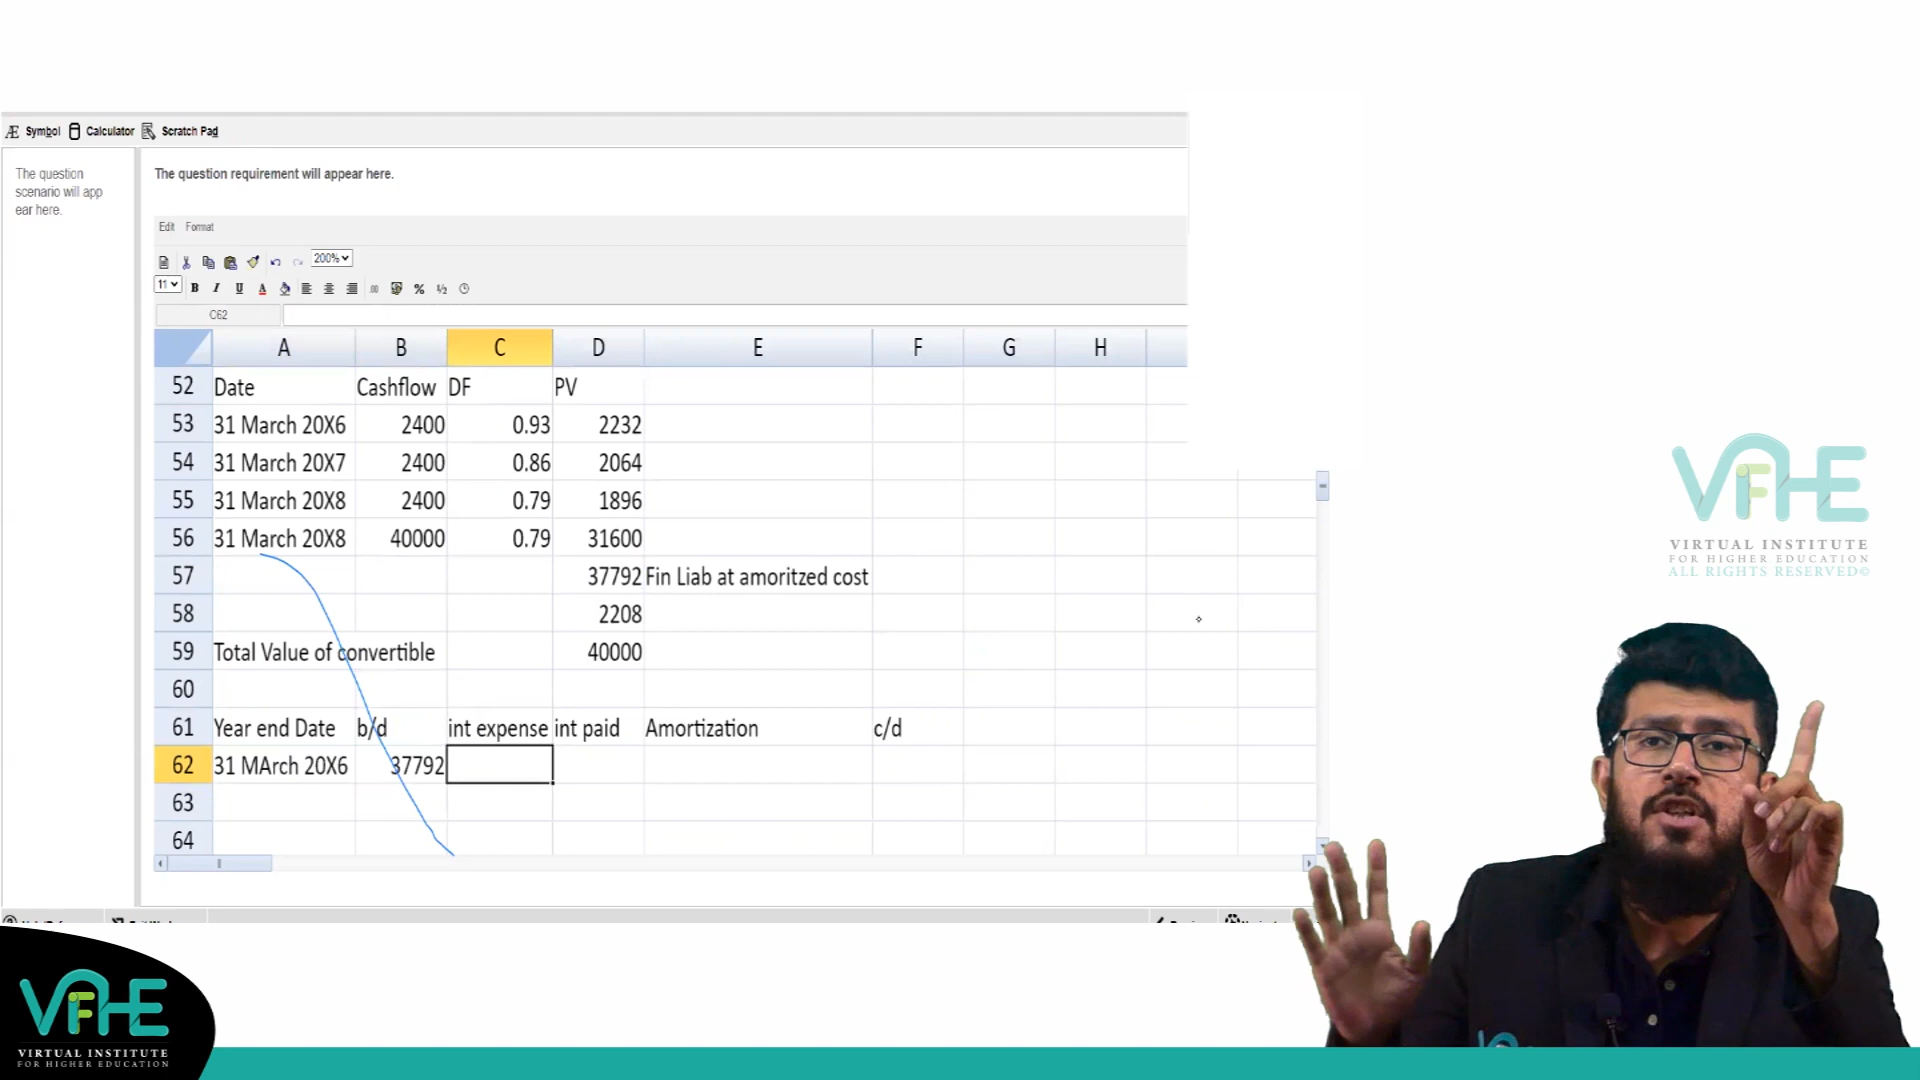 Symbol Calculator Scratch Pad
The question
scenario will app
ear here.
The question requirement will appear here.
Edit Format
200%
11 B I U A % ½
C62
A B C D E F G H
52 Date Cashflow DF PV
53 31 March 20X6 2400 0.93 2232
54 31 March 20X7 2400 0.86 2064
55 31 March 20X8 2400 0.79 1896
56 31 March 20X8 40000 0.79 31600
57 37792 Fin Liab at amoritzed cost
58 2208
59 Total Value of convertible 40000
60
61 Year end Date b/d int expense int paid Amortization c/d
62 31 MArch 20X6 37792
63
64
VIFHE
VIRTUAL INSTITUTE
FOR HIGHER EDUCATION
ALL RIGHTS RESERVED©
VIFHE
VIRTUAL INSTITUTE
FOR HIGHER EDUCATION